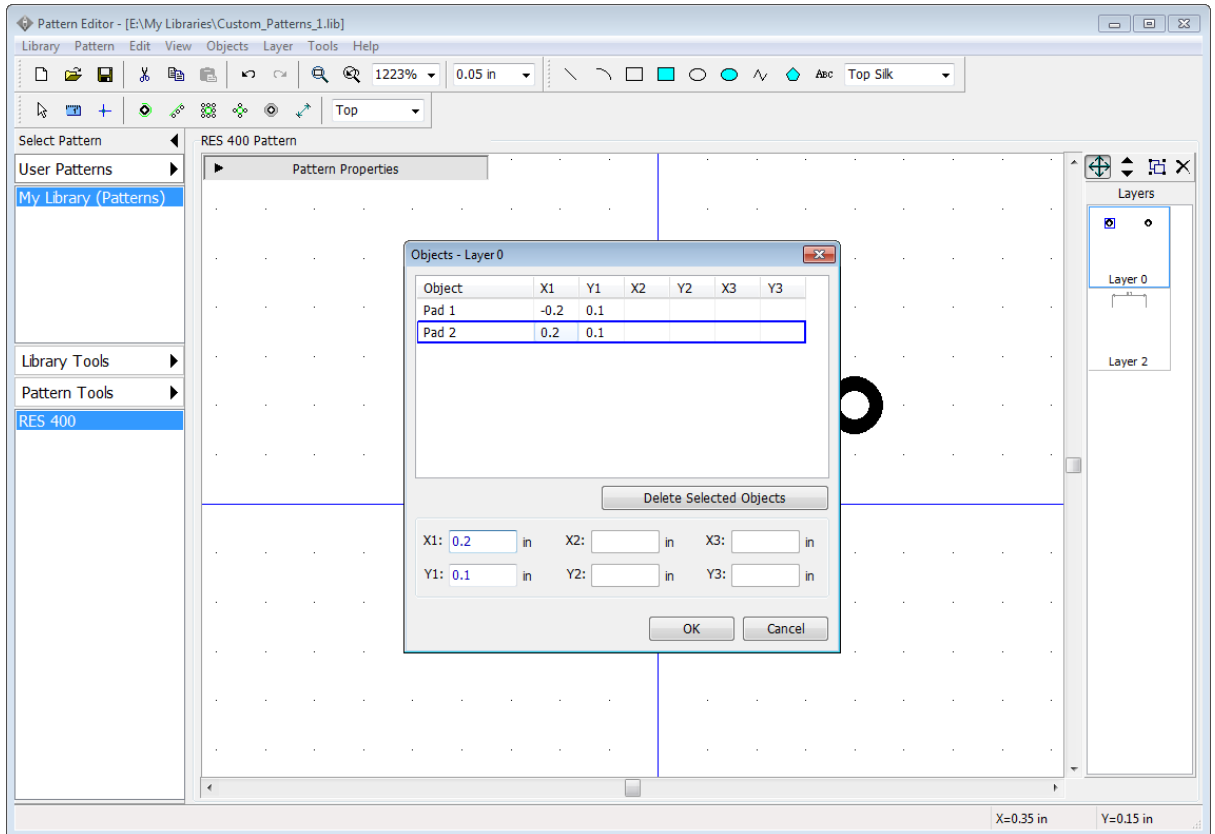 Pattern Editor - [E:\My Libraries\Custom_Patterns_1.lib]
Library Pattern Edit View Objects Layer Tools Help
1223% 0.05 in ABC Top Silk
Top
Select Pattern
RES 400 Pattern
User Patterns
Pattern Properties
My Library (Patterns)
Layers
Layer 0
Layer 2
Library Tools
Pattern Tools
RES 400
Objects - Layer 0
Object X1 Y1 X2 Y2 X3 Y3
Pad 1 -0.2 0.1
Pad 2 0.2 0.1
Delete Selected Objects
X1: 0.2 in X2: in X3: in
Y1: 0.1 in Y2: in Y3: in
OK Cancel
X=0.35 in Y=0.15 in